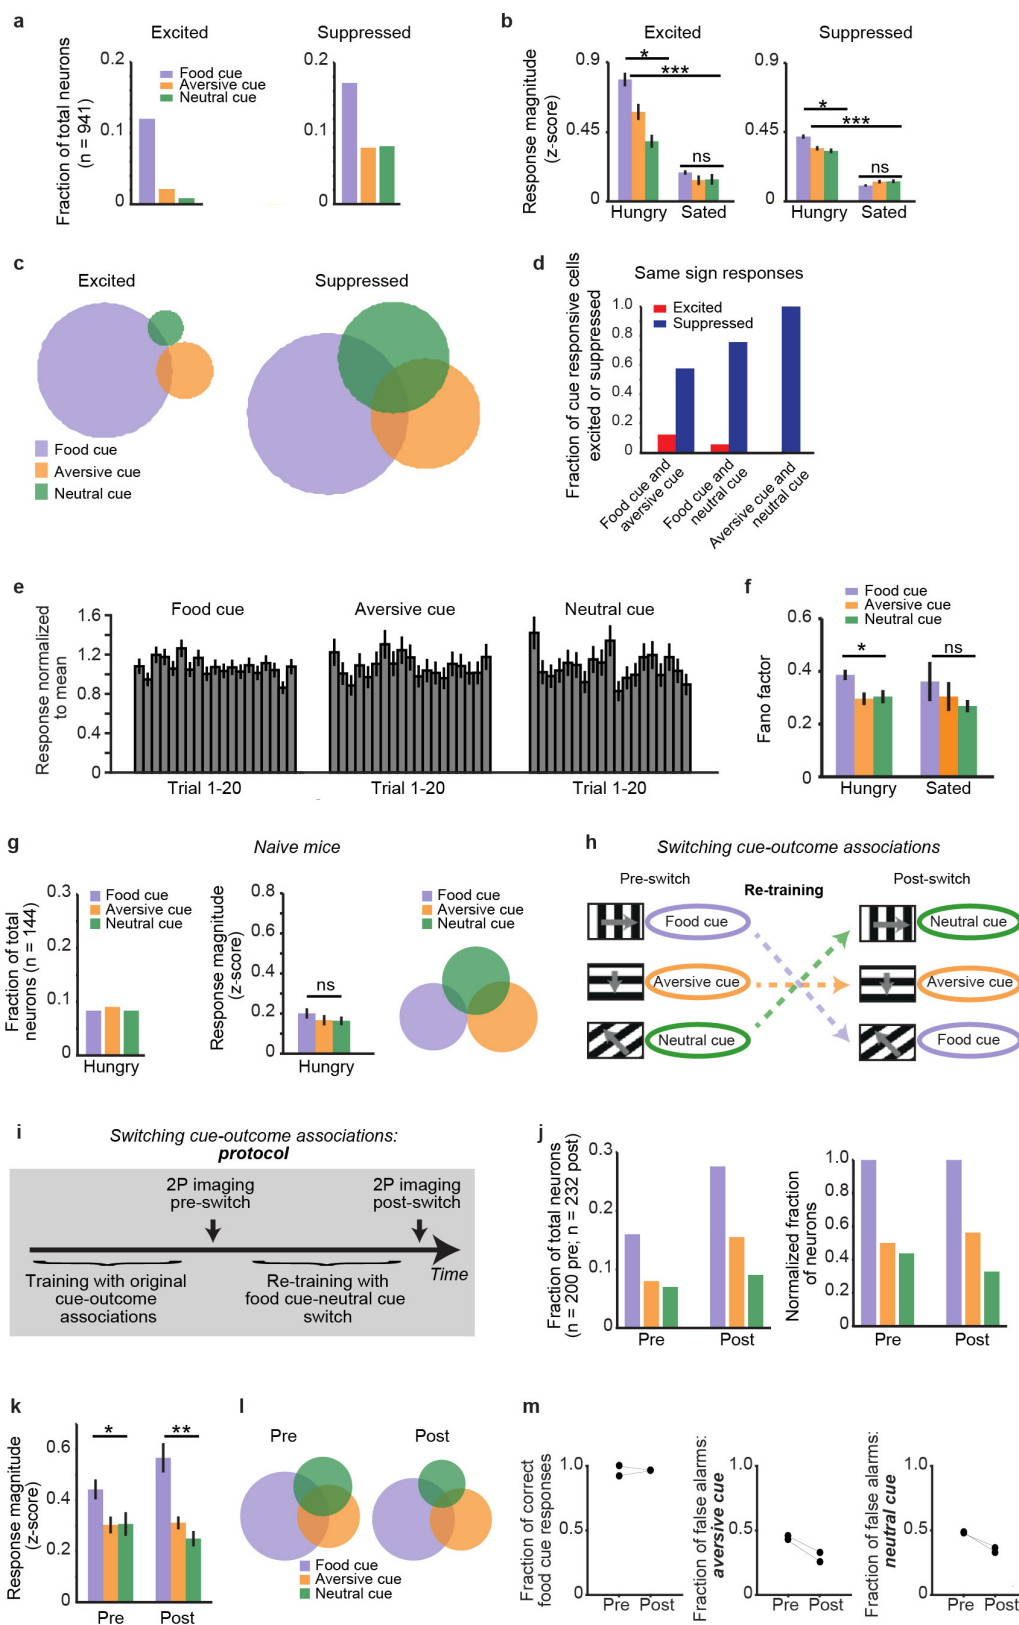 a
Excited
Suppressed
Fraction of total neurons
(n = 941)
0.2
0.1
0
Food cue
Aversive cue
Neutral cue
0.2
0.1
0
b
Excited
Suppressed
Response magnitude
(z-score)
0.9
0.45
0
*
***
ns
Hungry
Sated
0.9
0.45
0
*
***
ns
Hungry
Sated
c
Excited
Suppressed
Food cue
Aversive cue
Neutral cue
d
Same sign responses
Fraction of cue responsive cells
excited or suppressed
1.0
0.8
0.6
0.4
0.2
0
Excited
Suppressed
Food cue and
aversive cue
Food cue and
neutral cue
Aversive cue and
neutral cue
e
Response normalized
to mean
1.6
1.2
0.8
0.4
0
Food cue
Aversive cue
Neutral cue
Trial 1-20
Trial 1-20
Trial 1-20
f
Food cue
Aversive cue
Neutral cue
Fano factor
0.6
0.4
0.2
0
*
ns
Hungry
Sated
g
Naive mice
Fraction of total
neurons (n = 144)
0.3
0.2
0.1
0
Food cue
Aversive cue
Neutral cue
Hungry
Response magnitude
(z-score)
0.8
0.6
0.4
0.2
0
ns
Hungry
Food cue
Aversive cue
Neutral cue
h
Switching cue-outcome associations
Pre-switch
Re-training
Post-switch
Food cue
Neutral cue
Aversive cue
Aversive cue
Neutral cue
Food cue
i
Switching cue-outcome associations:
protocol
2P imaging
pre-switch
2P imaging
post-switch
Time
Training with original
cue-outcome
associations
Re-training with
food cue-neutral cue
switch
j
Fraction of total neurons
(n = 200 pre; n = 232 post)
0.3
0.2
0.11
0
Pre
Post
Normalized fraction
of neurons
1.0
0.8
0.6
0.4
0.2
0
Pre
Post
k
Response magnitude
(z-score)
0.6
0.4
0.2
0
*
**
Pre
Post
l
Pre
Post
Food cue
Aversive cue
Neutral cue
m
Fraction of correct
food cue responses
1.0
0.5
0
Pre
Post
Fraction of false alarms:
aversive cue
1.0
0.5
0
Pre
Post
Fraction of false alarms:
neutral cue
1.0
0.5
0
Pre
Post